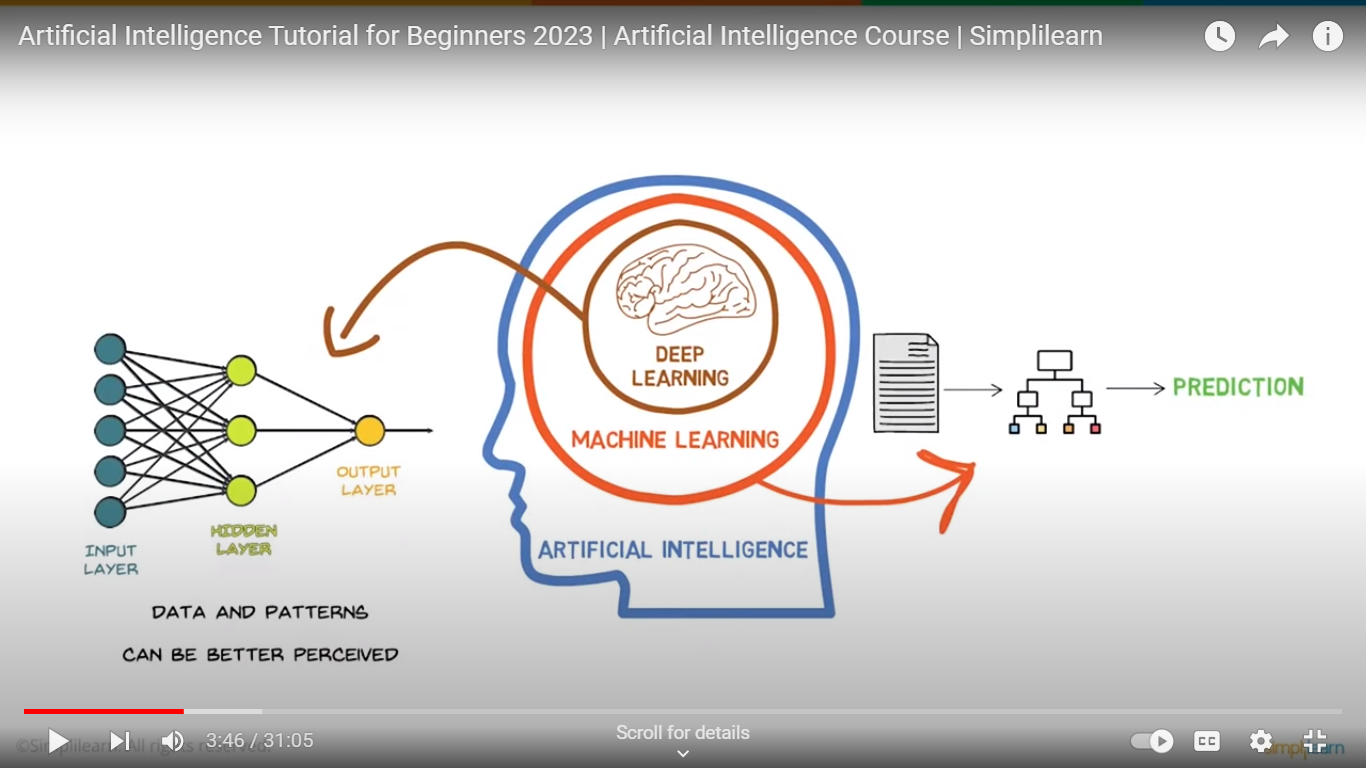 Artificial Intelligence Tutorial for Beginners 2023 | Artificial Intelligence Course | Simplilearn
DEEP
LEARNING
MACHINE LEARNING
ARTIFICIAL INTELLIGENCE
PREDICTION
OUTPUT
LAYER
HIDDEN
LAYER
INPUT
LAYER
DATA AND PATTERNS
CAN BE BETTER PERCEIVED
Scroll for details
3:46 / 31:05
CC